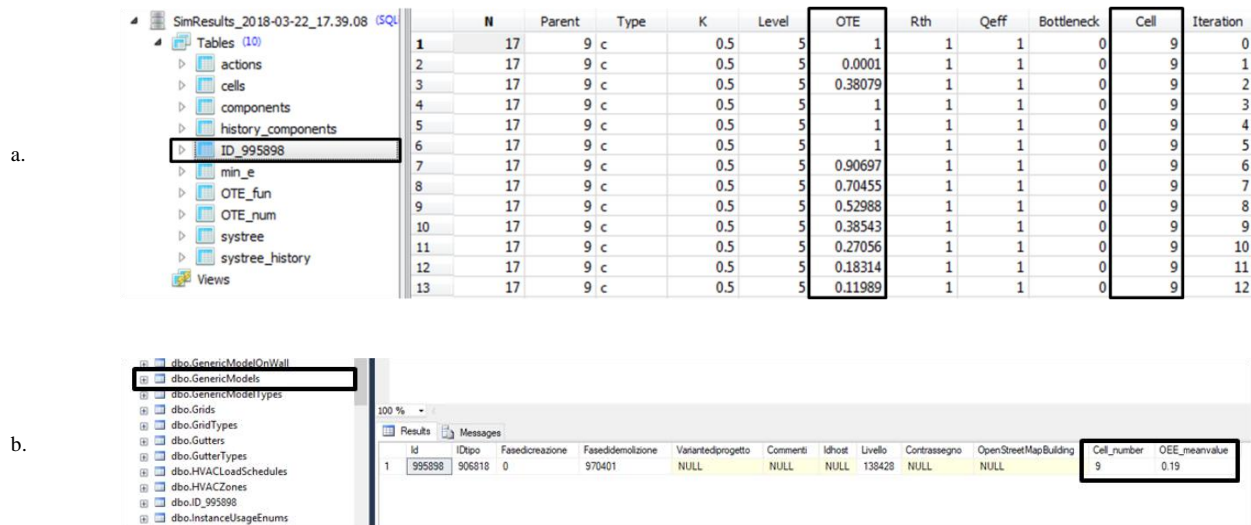 SimResults_2018-03-22_17.39.08 (SQL
Tables (10)
actions
cells
components
history_components
ID_995898
min_e
OTE_fun
OTE_num
systree
systree_history
Views
N Parent Type K Level OTE Rth Qeff Bottleneck Cell Iteration
1 17 9 c 0.5 5 1 1 1 0 9 0
2 17 9 c 0.5 5 0.0001 1 1 0 9 1
3 17 9 c 0.5 5 0.38079 1 1 0 9 2
4 17 9 c 0.5 5 1 1 1 0 9 3
5 17 9 c 0.5 5 1 1 1 0 9 4
6 17 9 c 0.5 5 1 1 1 0 9 5
7 17 9 c 0.5 5 0.90697 1 1 0 9 6
8 17 9 c 0.5 5 0.70455 1 1 0 9 7
9 17 9 c 0.5 5 0.52988 1 1 0 9 8
10 17 9 c 0.5 5 0.38543 1 1 0 9 9
11 17 9 c 0.5 5 0.27056 1 1 0 9 10
12 17 9 c 0.5 5 0.18314 1 1 0 9 11
13 17 9 c 0.5 5 0.11989 1 1 0 9 12
a.
dbo.GenericModelOnWall
dbo.GenericModels
dbo.GenericModelTypes
dbo.Grids
dbo.GridTypes
dbo.Gutters
dbo.GutterTypes
dbo.HVACLoadSchedules
dbo.HVACZones
dbo.ID_995898
dbo.InstanceUsageEnums
100 %
Results Messages
Id IDtipo Fasedicreazione Fasedidemolizione Variantediprogetto Commenti Idhost Livello Contrassegno OpenStreetMapBuilding Cell_number OEE_meanvalue
1 995898 906818 0 970401 NULL NULL NULL 138428 NULL NULL 9 0.19
b.